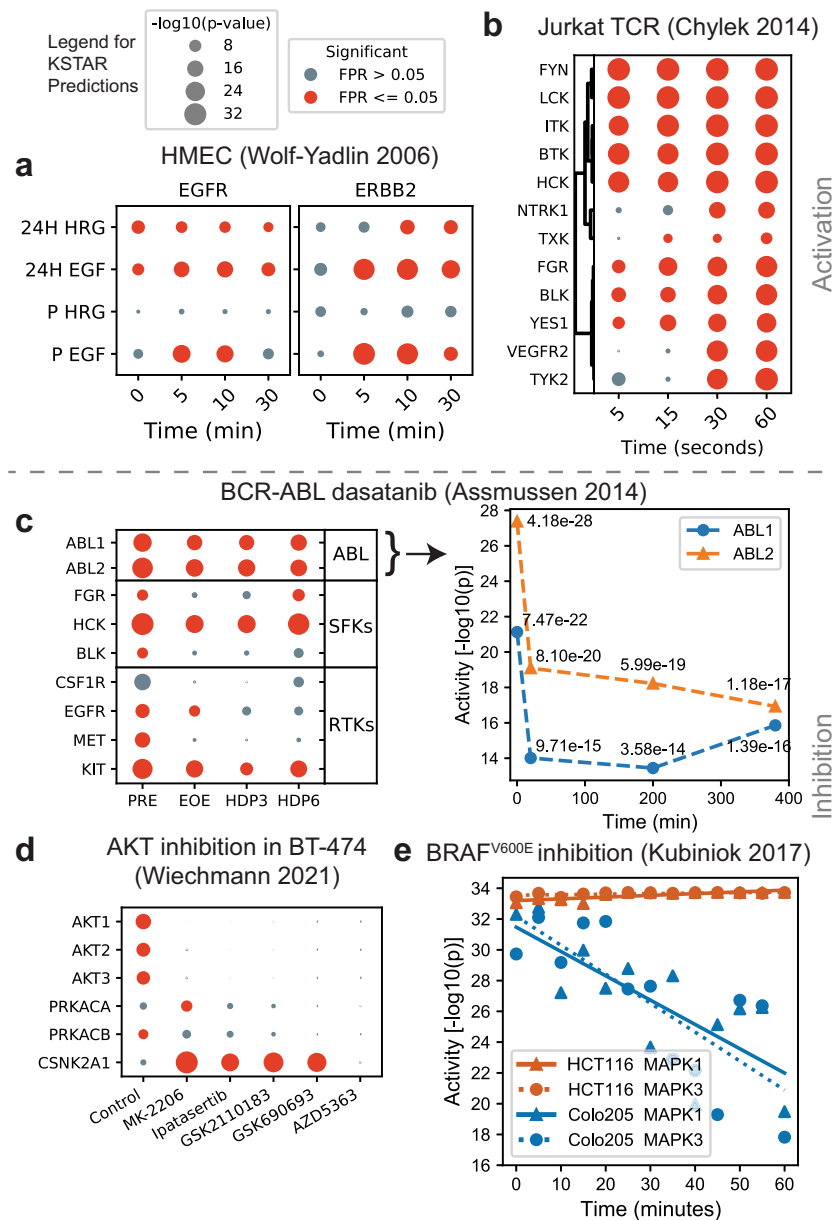 Legend for
KSTAR
Predictions
-log10(p-value)
8
16
24
32
Significant
FPR > 0.05
FPR <= 0.05
a
HMEC (Wolf-Yadlin 2006)
EGFR
ERBB2
24H HRG
24H EGF
P HRG
P EGF
0 5 10 30
0 5 10 30
Time (min)
Time (min)
b
Jurkat TCR (Chylek 2014)
FYN
LCK
ITK
BTK
HCK
NTRK1
TXK
FGR
BLK
YES1
VEGFR2
TYK2
5 15 30 60
Time (seconds)
Activation
BCR-ABL dasatanib (Assmussen 2014)
c
ABL1
ABL2
FGR
HCK
BLK
CSF1R
EGFR
MET
KIT
ABL
SFKs
RTKs
PRE EOE HDP3 HDP6
}
Activity [-log10(p)]
28
26
24
22
20
18
16
14
ABL1
ABL2
4.18e-28
7.47e-22
8.10e-20
5.99e-19
1.18e-17
9.71e-15
3.58e-14
1.39e-16
0 100 200 300 400
Time (min)
Inhibition
d
AKT inhibition in BT-474
(Wiechmann 2021)
AKT1
AKT2
AKT3
PRKACA
PRKACB
CSNK2A1
Control
MK-2206
Ipatasertib
GSK2110183
GSK690693
AZD5363
e
BRAFV600E inhibition (Kubiniok 2017)
Activity [-log10(p)]
34
32
30
28
26
24
22
20
18
16
HCT116 MAPK1
HCT116 MAPK3
Colo205 MAPK1
Colo205 MAPK3
0 10 20 30 40 50 60
Time (minutes)